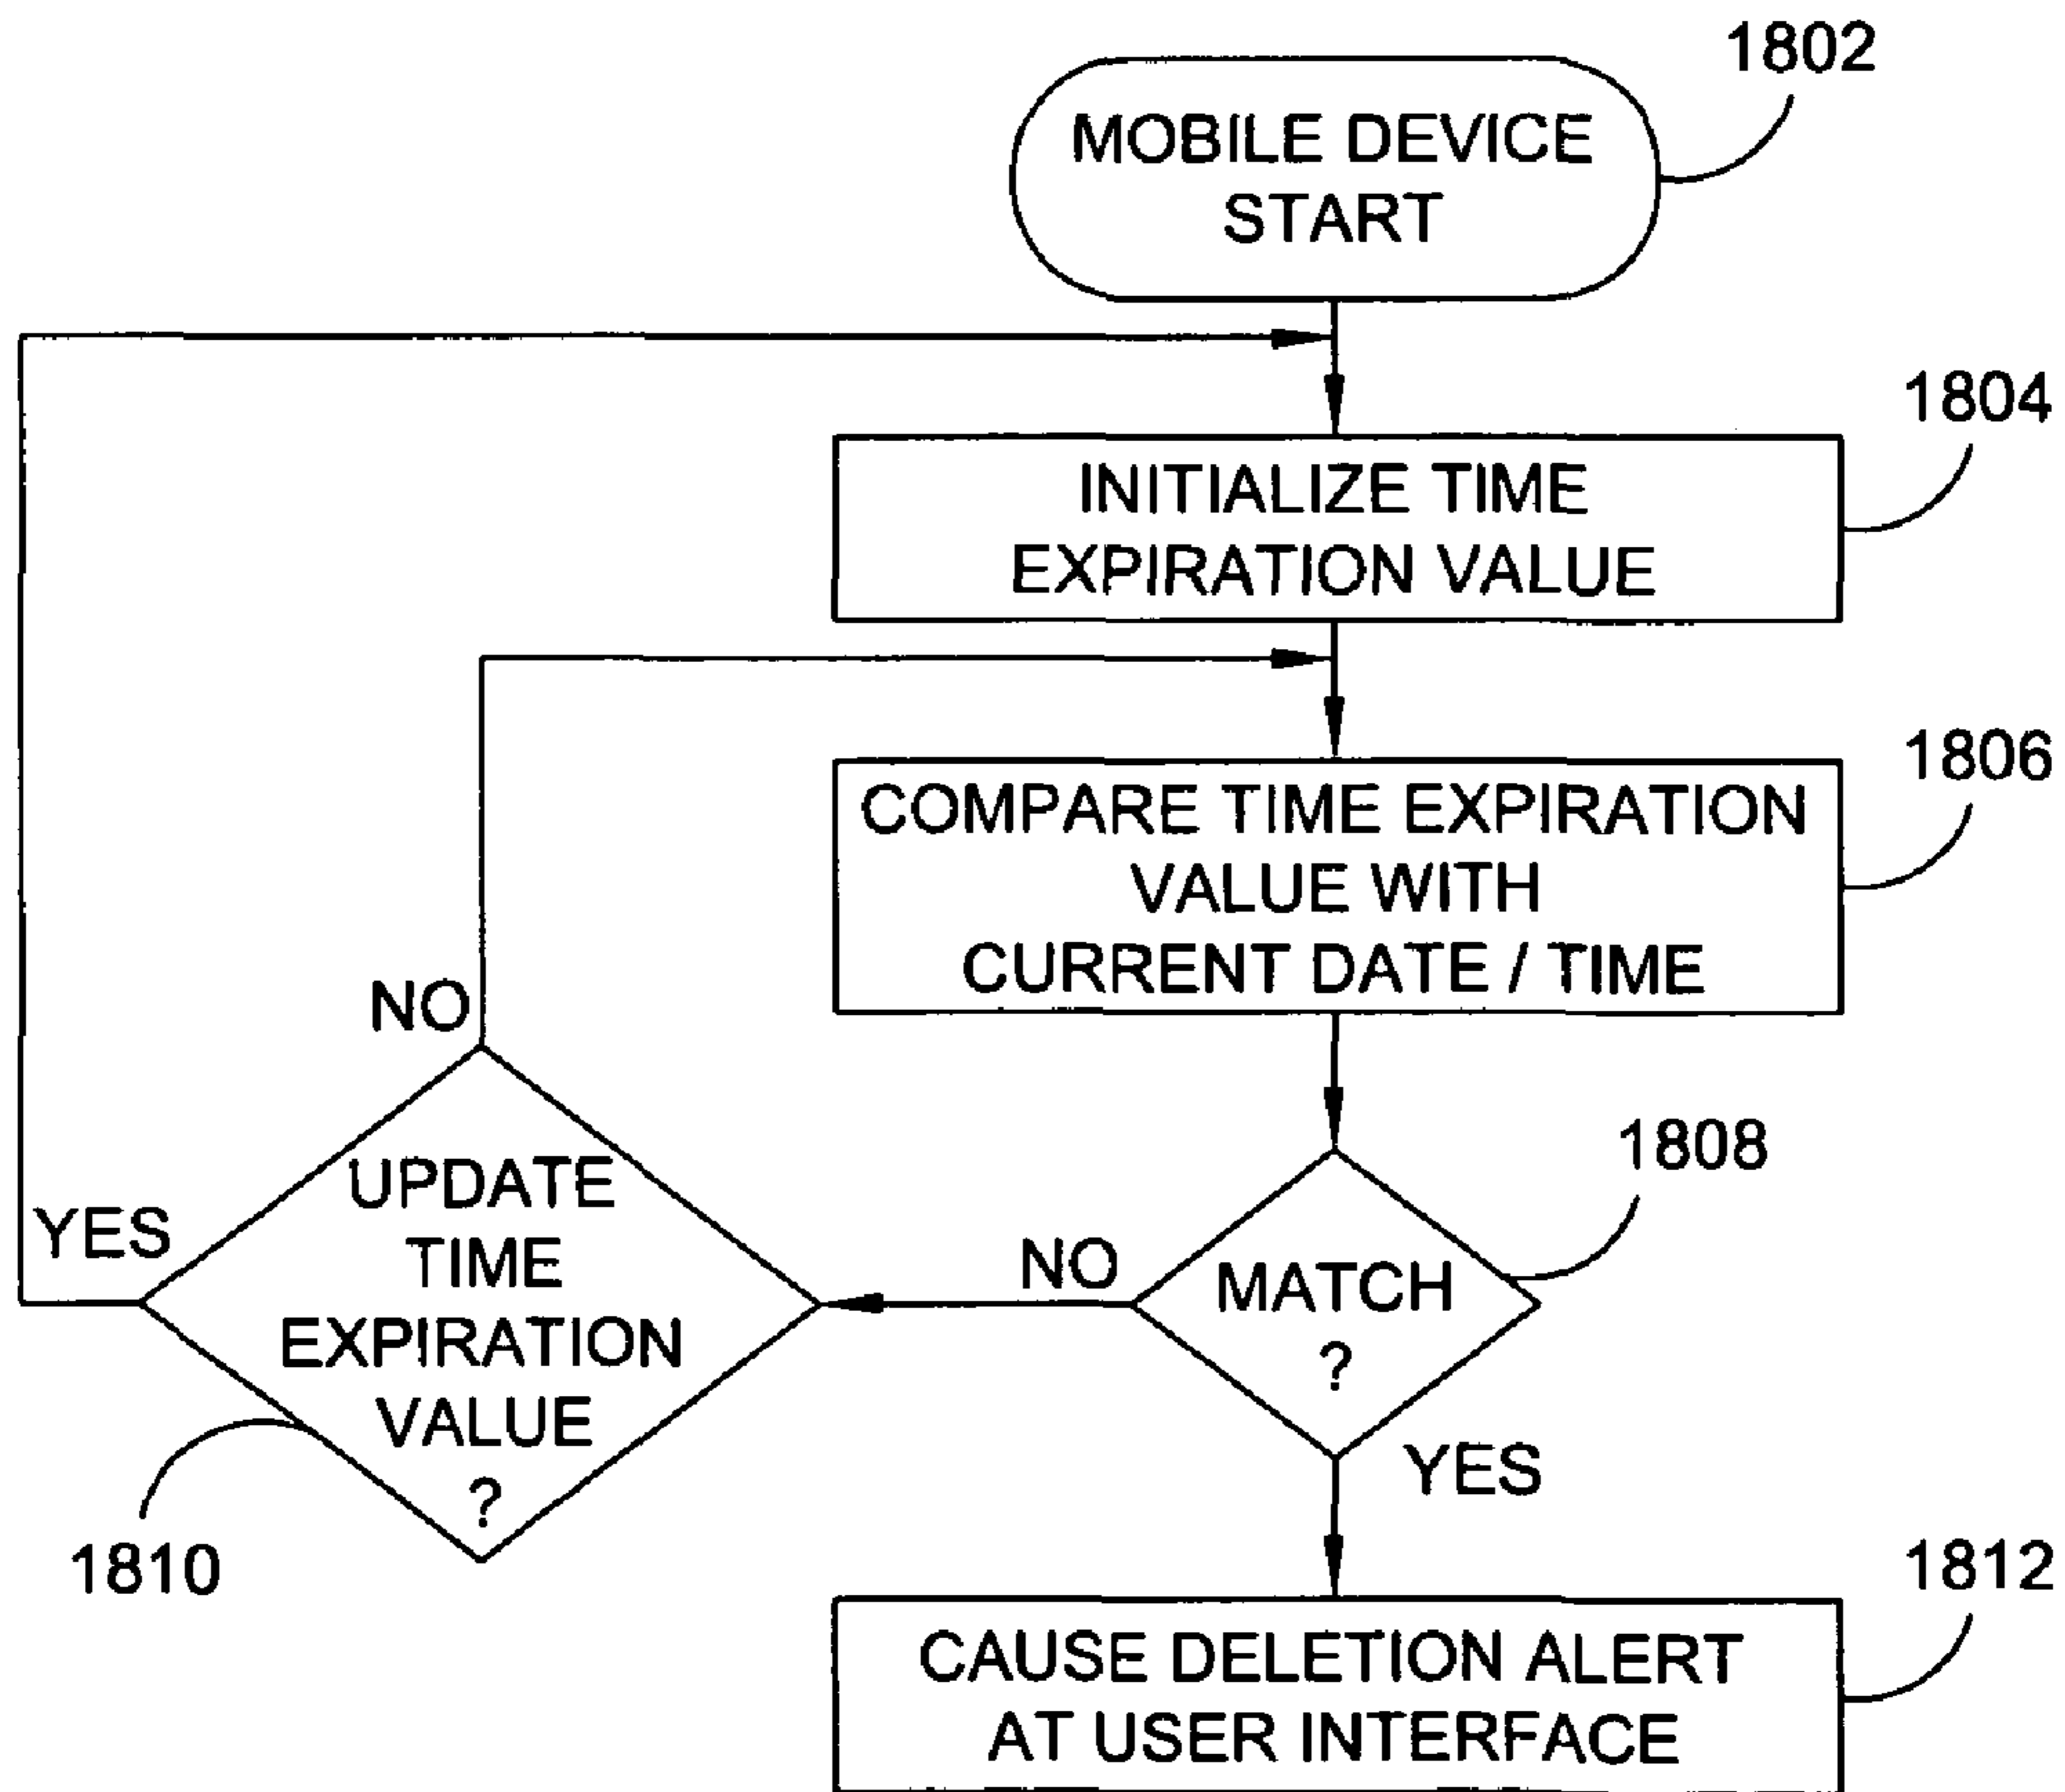 1802
MOBILE DEVICE
START
1804
INITIALIZE TIME
EXPIRATION VALUE
1806
COMPARE TIME EXPIRATION
VALUE WITH
CURRENT DATE / TIME
NO
1808
MATCH
?
NO
YES
UPDATE
TIME
EXPIRATION
VALUE
?
YES
1810
1812
CAUSE DELETION ALERT
AT USER INTERFACE